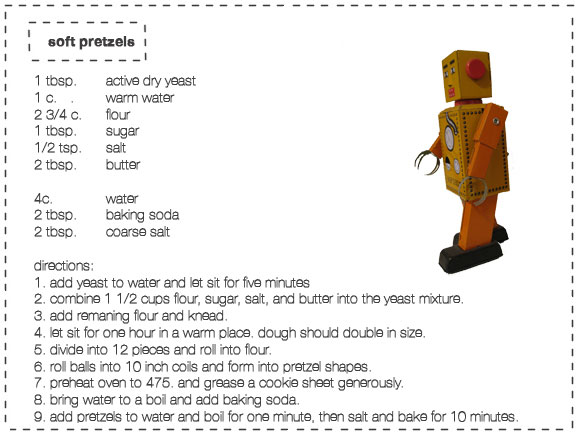 soft pretzels
1 tbsp. active dry yeast
1 c. . warm water
2 3/4 c. flour
1 tbsp. sugar
1/2 tsp. salt
2 tbsp. butter
4c. water
2 tbsp. baking soda
2 tbsp. coarse salt
directions:
1. add yeast to water and let sit for five minutes
2. combine 1 1/2 cups flour, sugar, salt, and butter into the yeast mixture.
3. add remaning flour and knead.
4. let sit for one hour in a warm place. dough should double in size.
5. divide into 12 pieces and roll into flour.
6. roll balls into 10 inch coils and form into pretzel shapes.
7. preheat oven to 475. and grease a cookie sheet generously.
8. bring water to a boil and add baking soda.
9. add pretzels to water and boil for one minute, then salt and bake for 10 minutes.